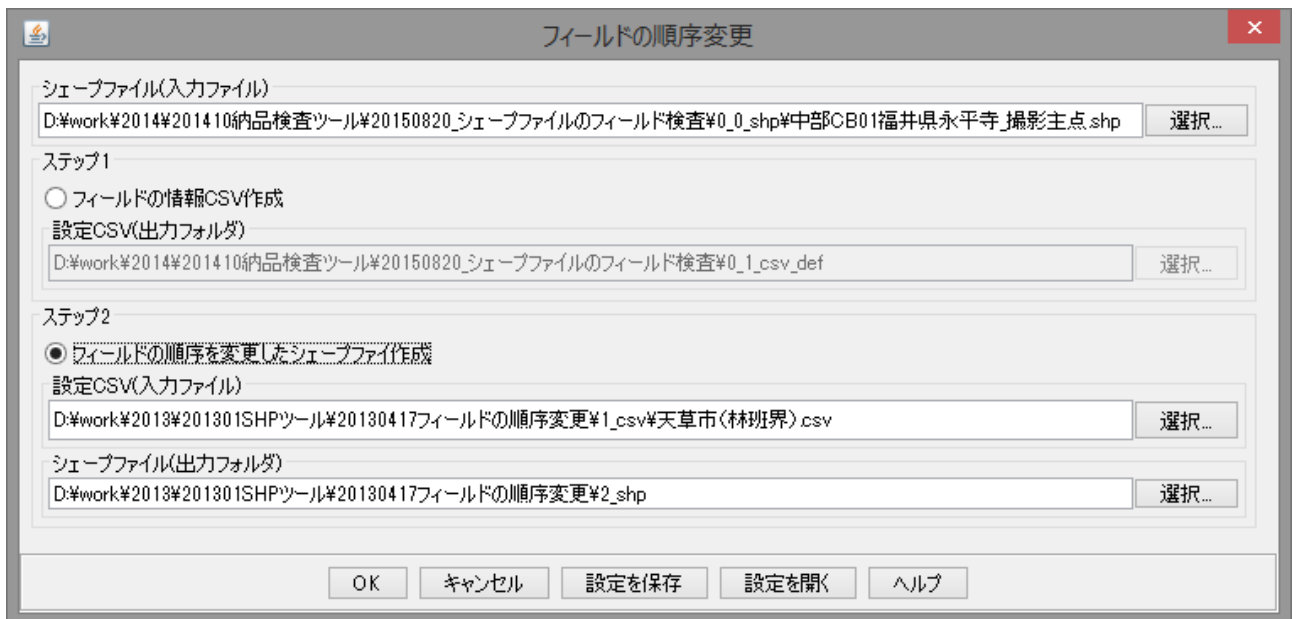 フィールドの順序変更
シェープファイル(入力ファイル)
D:¥work¥2014¥201410納品検査ツール¥20150820_シェープファイルのフィールド検査¥0_0_shp¥中部CB01福井県永平寺_撮影主点.shp
選択...
ステップ1
フィールドの情報CSV作成
設定CSV(出力フォルダ)
D:¥work¥2014¥201410納品検査ツール¥20150820_シェープファイルのフィールド検査¥0_1_csv_def
選択...
ステップ2
フィールドの順序を変更したシェープファイ作成
設定CSV(入力ファイル)
D:¥work¥2013¥201301SHPツール¥20130417フィールドの順序変更¥1_csv¥天草市(林班界).csv
選択...
シェープファイル(出力フォルダ)
D:¥work¥2013¥201301SHPツール¥20130417フィールドの順序変更¥2_shp
選択...
OK キャンセル 設定を保存 設定を開く ヘルプ